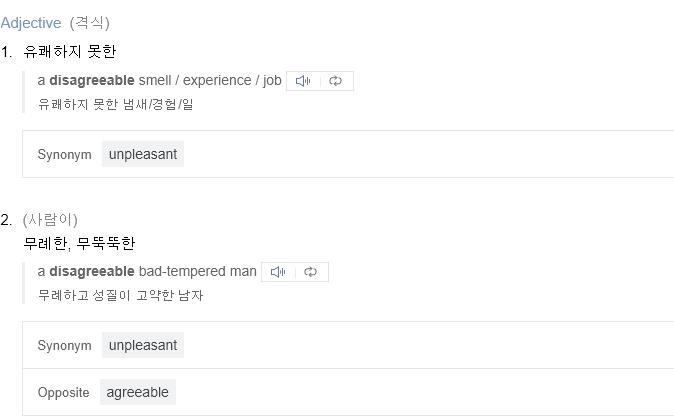 Adjective (격식)
1. 유쾌하지 못한
a disagreeable smell / experience / job
유쾌하지 못한 냄새/경험/일
Synonym unpleasant
2. (사람이)
무례한, 무뚝뚝한
a disagreeable bad-tempered man
무례하고 성질이 고약한 남자
Synonym unpleasant
Opposite agreeable